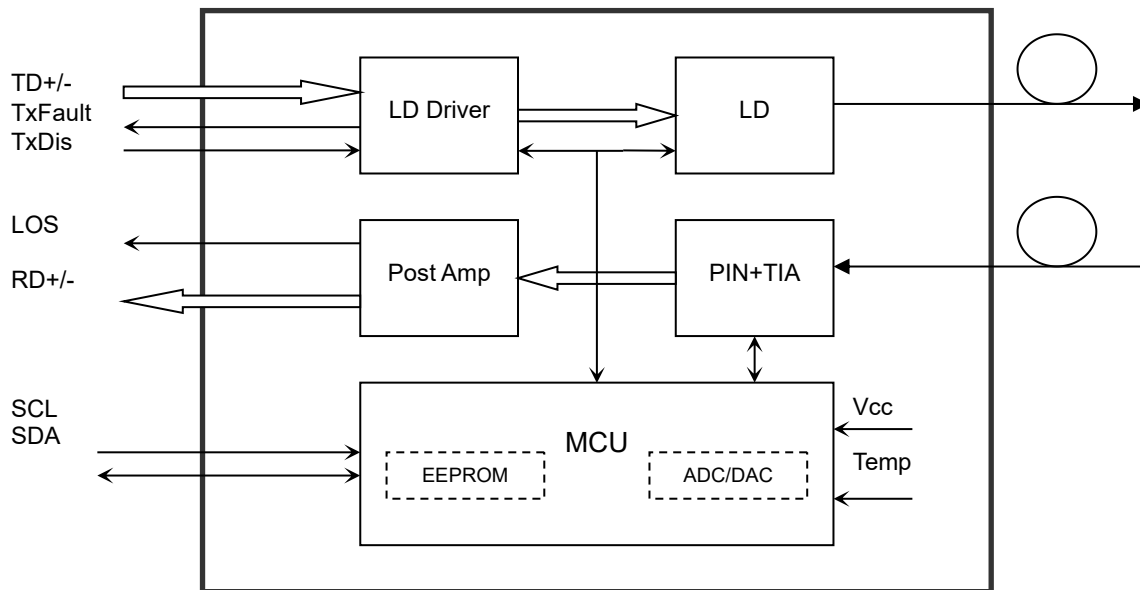 TD+/-
TxFault
TxDis
LD Driver
LD
LOS
RD+/-
Post Amp
PIN+TIA
SCL
SDA
MCU
EEPROM
ADC/DAC
Vcc
Temp